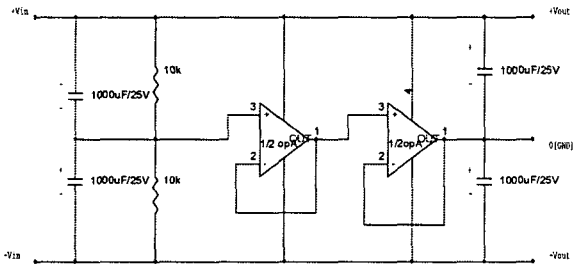 +Vin
+Vout
10k
1000uF/25V
1000uF/25V
3
1
3
1
+
+
1/2 opA
OUT
1/2opA
OUT
0[GND]
2
2
-
-
1000uF/25V
10k
1000uF/25V
-Vin
-Vout